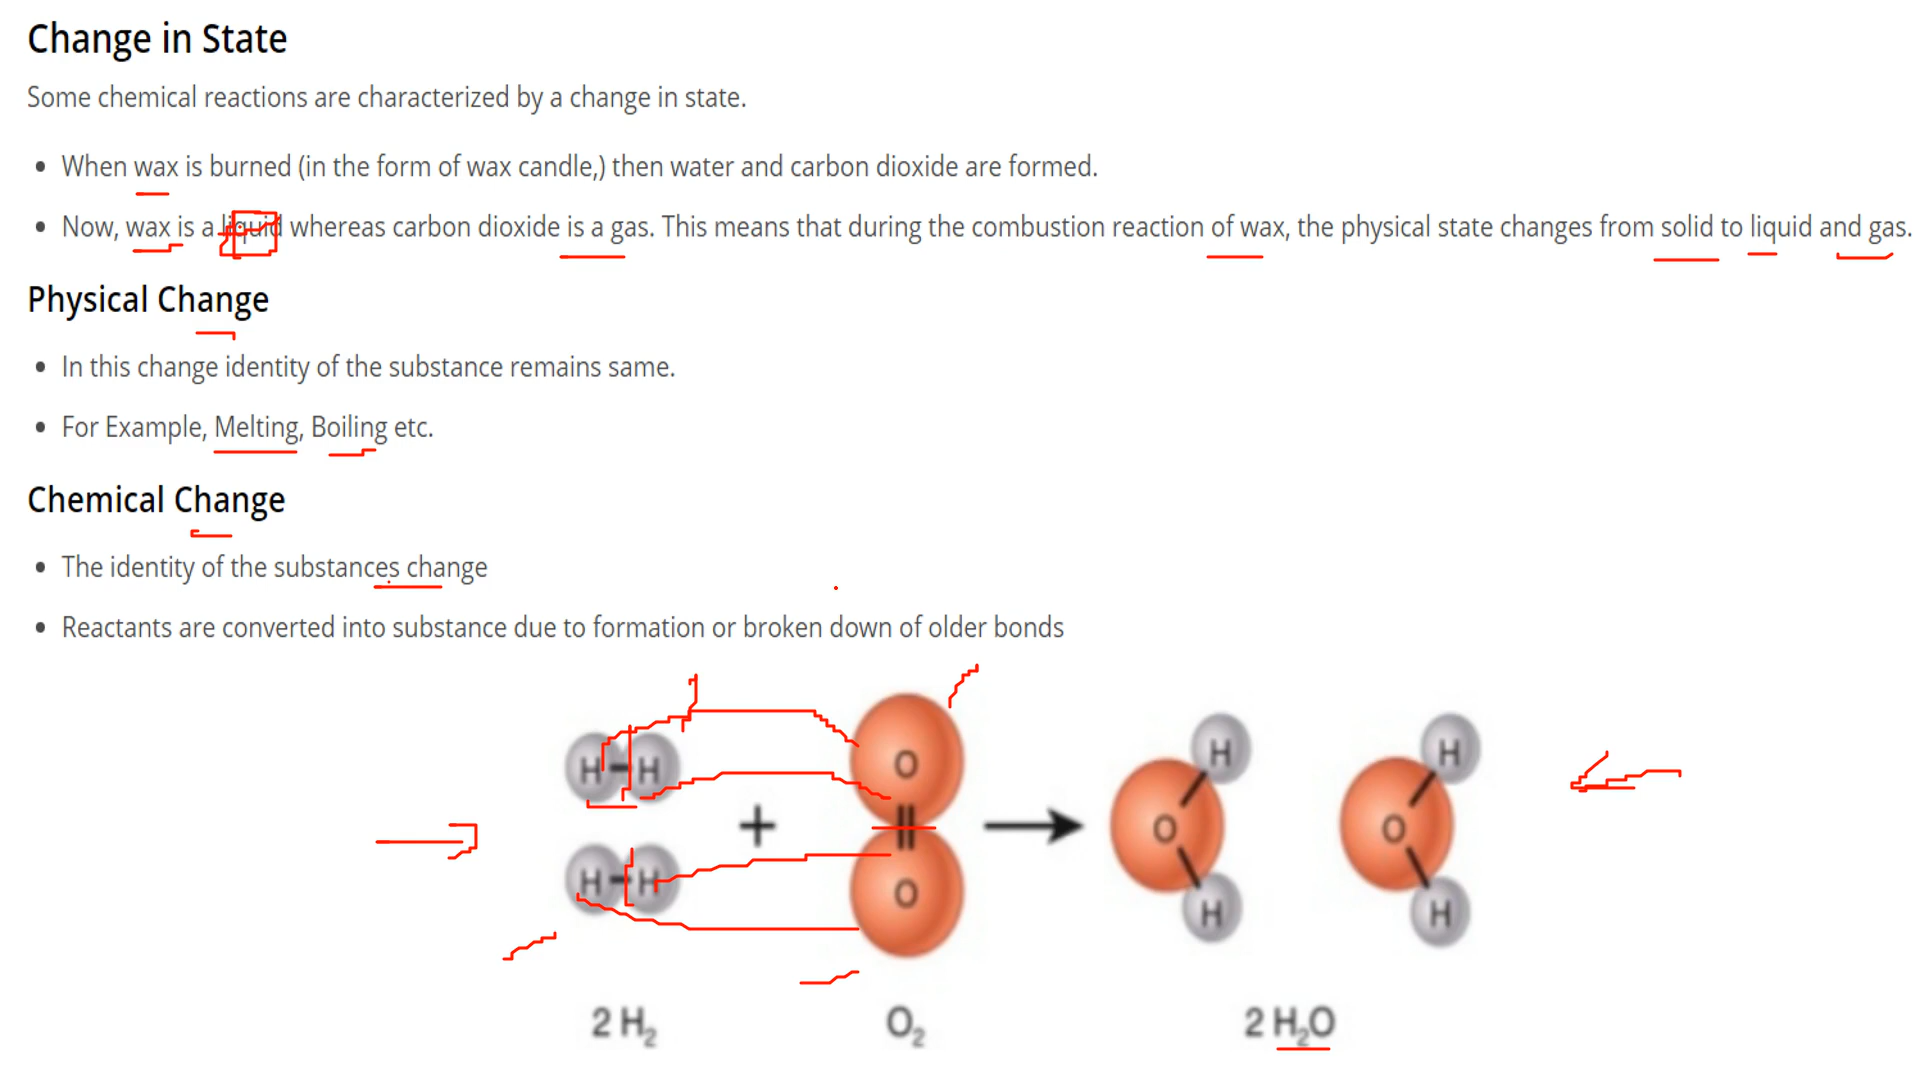 Change in State
Some chemical reactions are characterized by a change in state.
• When wax is burned (in the form of wax candle,) then water and carbon dioxide are formed.
• Now, wax is a liquid whereas carbon dioxide is a gas. This means that during the combustion reaction of wax, the physical state changes from solid to liquid and gas.
Physical Change
• In this change identity of the substance remains same.
• For Example, Melting, Boiling etc.
Chemical Change
• The identity of the substances change
• Reactants are converted into substance due to formation or broken down of older bonds
H-H + O=O → H O H H O H
H-H
2 H₂ O₂ 2 H₂O